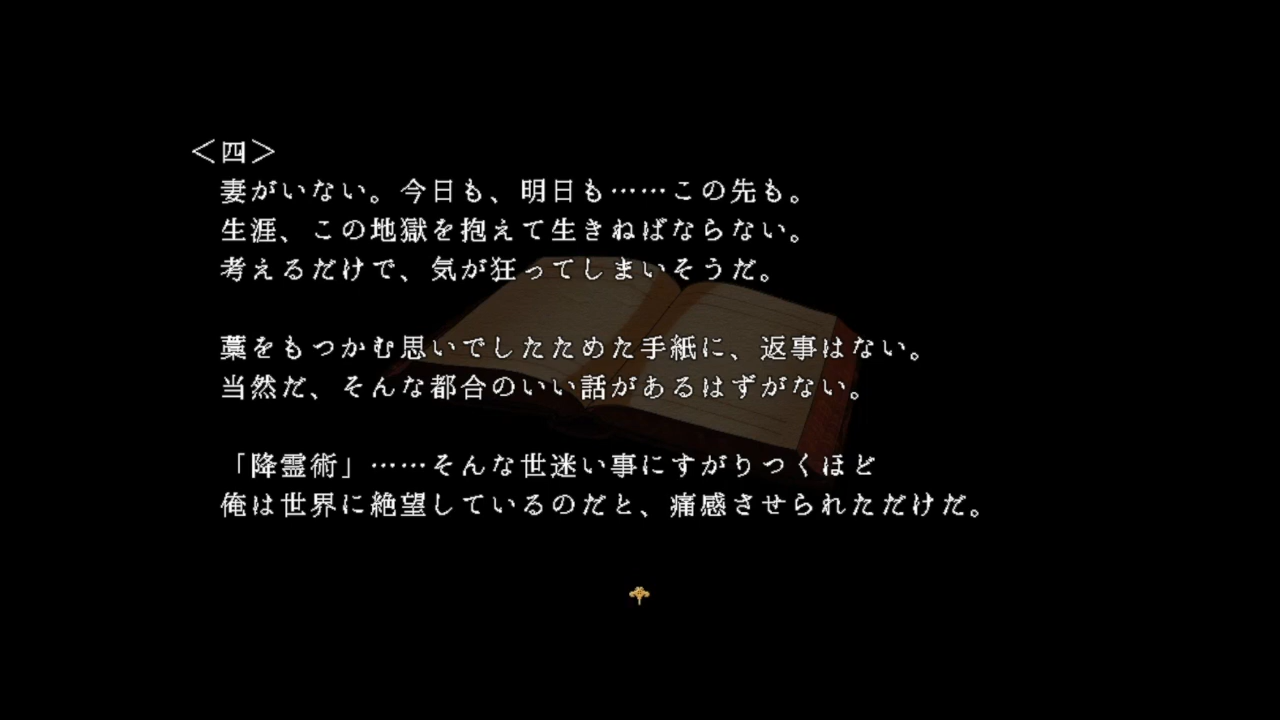 ＜四＞
妻がいない。今日も、明日も……この先も。
生涯、この地獄を抱えて生きねばならない。
考えるだけで、気が狂ってしまいそうだ。
藁をもつかむ思いでしたためた手紙に、返事はない。
当然だ、そんな都合のいい話があるはずがない。
「降霊術」……そんな世迷い事にすがりつくほど
俺は世界に絶望しているのだと、痛感させられただけだ。